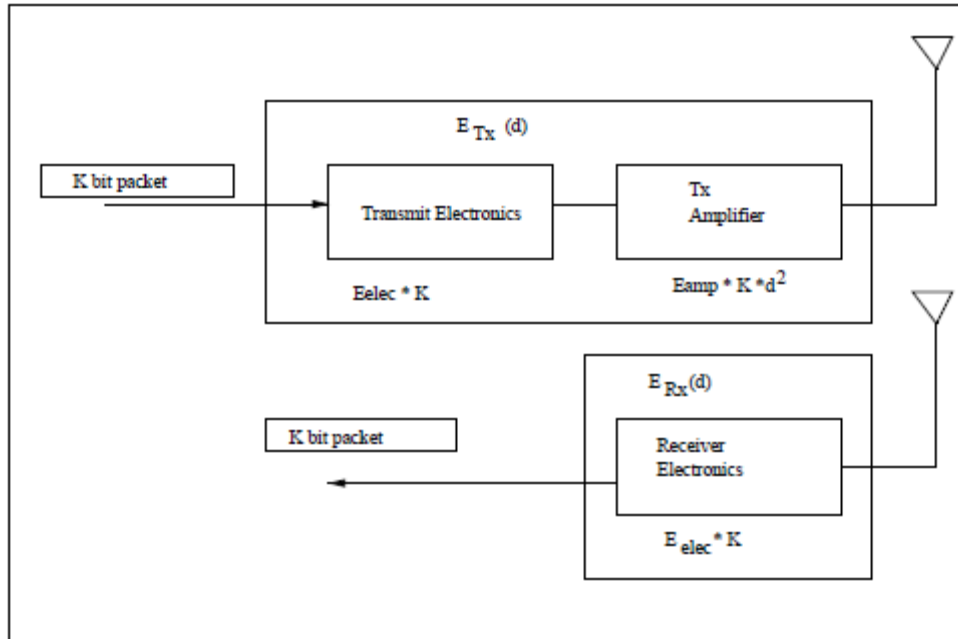 E Tx (d)
K bit packet
Transmit Electronics
Tx
Amplifier
Eelec * K
Eamp * K *d²
E Rx (d)
K bit packet
Receiver
Electronics
E elec * K